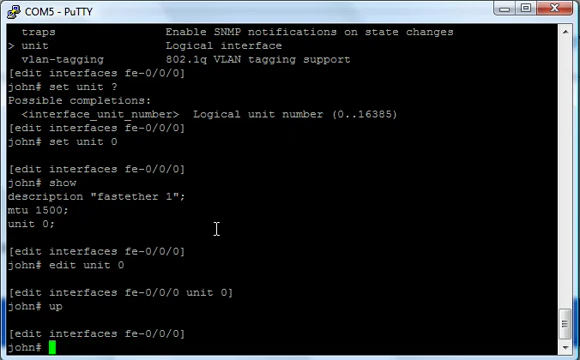 COM5 - PuTTY
traps Enable SNMP notifications on state changes
> unit Logical interface
vlan-tagging 802.1q VLAN tagging support
[edit interfaces fe-0/0/0]
john# set unit ?
Possible completions:
<interface_unit_number> Logical unit number (0..16385)
[edit interfaces fe-0/0/0]
john# set unit 0
[edit interfaces fe-0/0/0]
john# show
description "fastether 1";
mtu 1500;
unit 0;
[edit interfaces fe-0/0/0]
john# edit unit 0
[edit interfaces fe-0/0/0 unit 0]
john# up
[edit interfaces fe-0/0/0]
john#